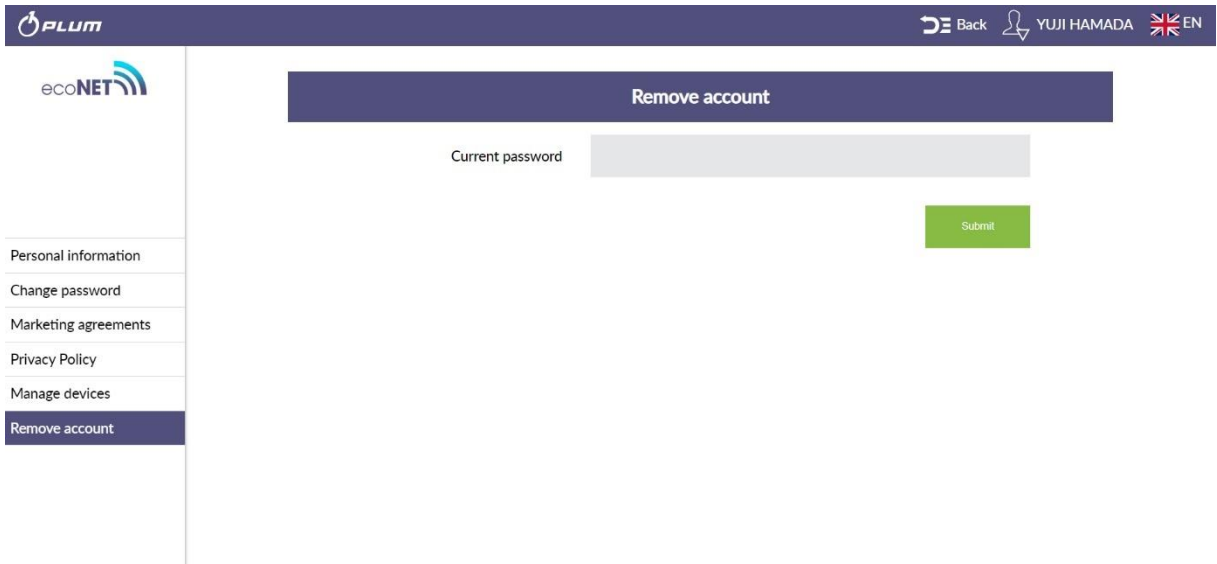 PLUM
Back YUJI HAMADA EN
ecoNET
Remove account
Current password
Submit
Personal information
Change password
Marketing agreements
Privacy Policy
Manage devices
Remove account